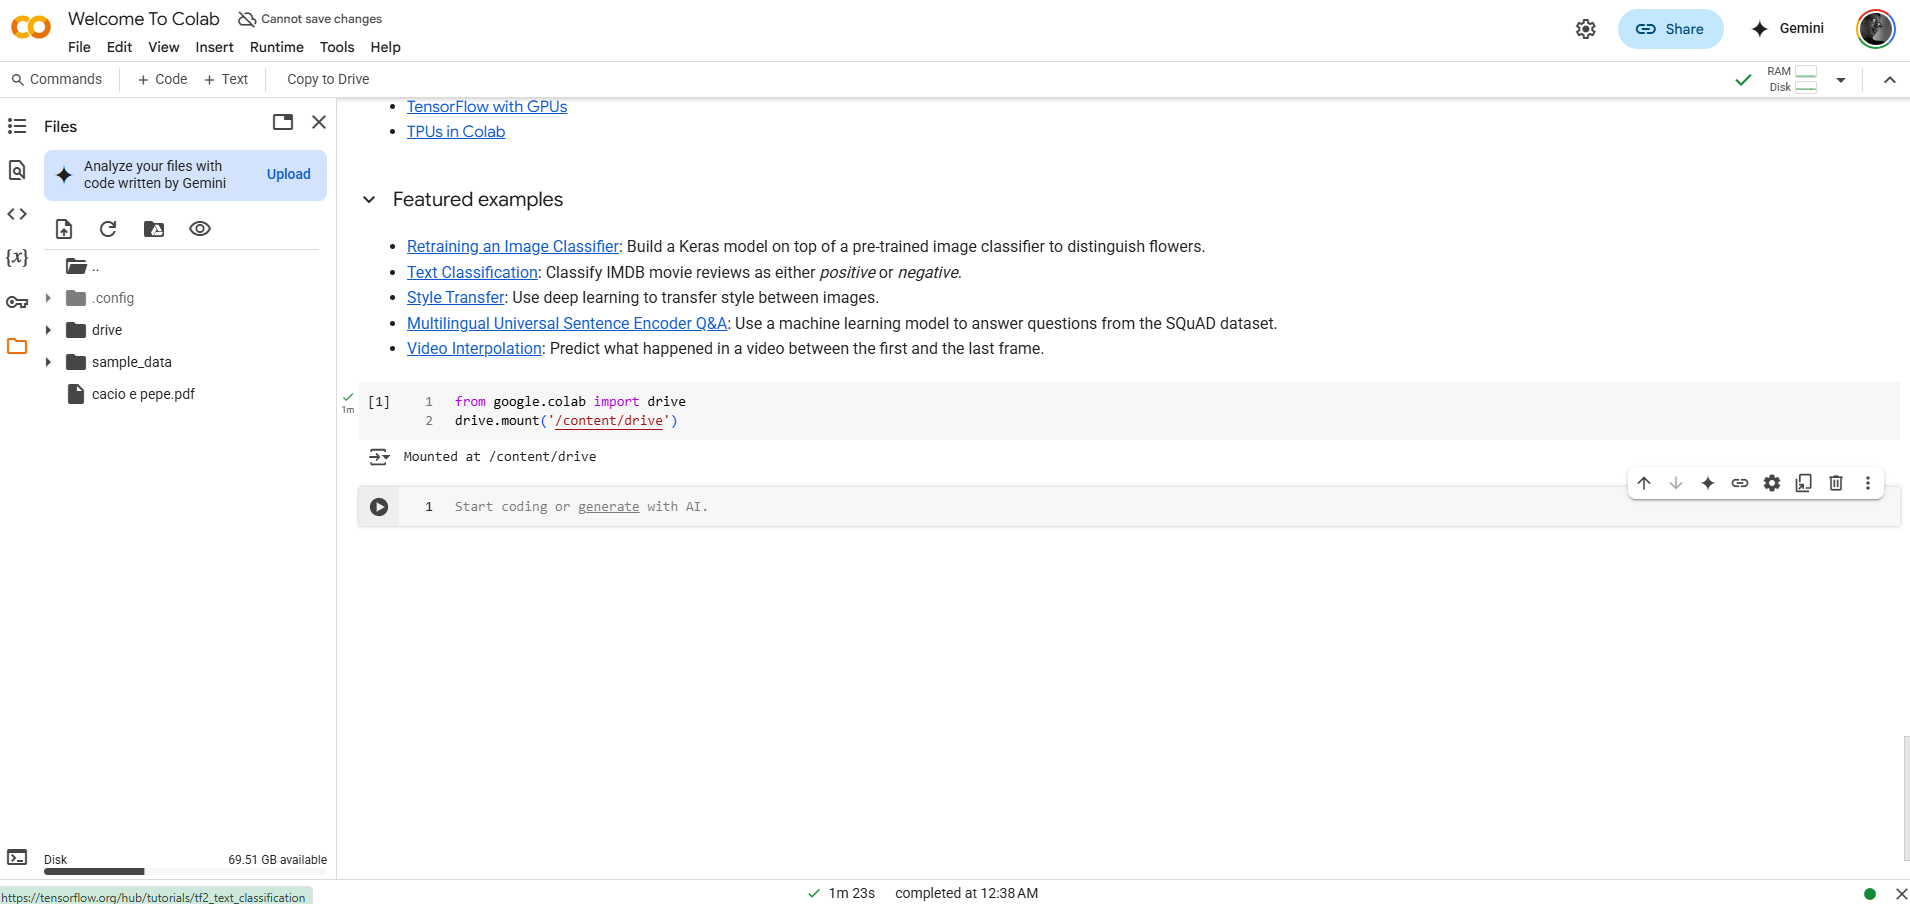 Welcome To Colab
Cannot save changes
File Edit View Insert Runtime Tools Help
Share
Gemini
Commands + Code + Text Copy to Drive
RAM
Disk
Files
Analyze your files with
code written by Gemini
Upload
..
.config
drive
sample_data
cacio e pepe.pdf
Disk 69.51 GB available
TensorFlow with GPUs
TPUs in Colab
Featured examples
Retraining an Image Classifier: Build a Keras model on top of a pre-trained image classifier to distinguish flowers.
Text Classification: Classify IMDB movie reviews as either positive or negative.
Style Transfer: Use deep learning to transfer style between images.
Multilingual Universal Sentence Encoder Q&A: Use a machine learning model to answer questions from the SQuAD dataset.
Video Interpolation: Predict what happened in a video between the first and the last frame.
1m
[1]
1 from google.colab import drive
2 drive.mount('/content/drive')
Mounted at /content/drive
1 Start coding or generate with AI.
https://tensorflow.org/hub/tutorials/tf2_text_classification
1m 23s completed at 12:38 AM